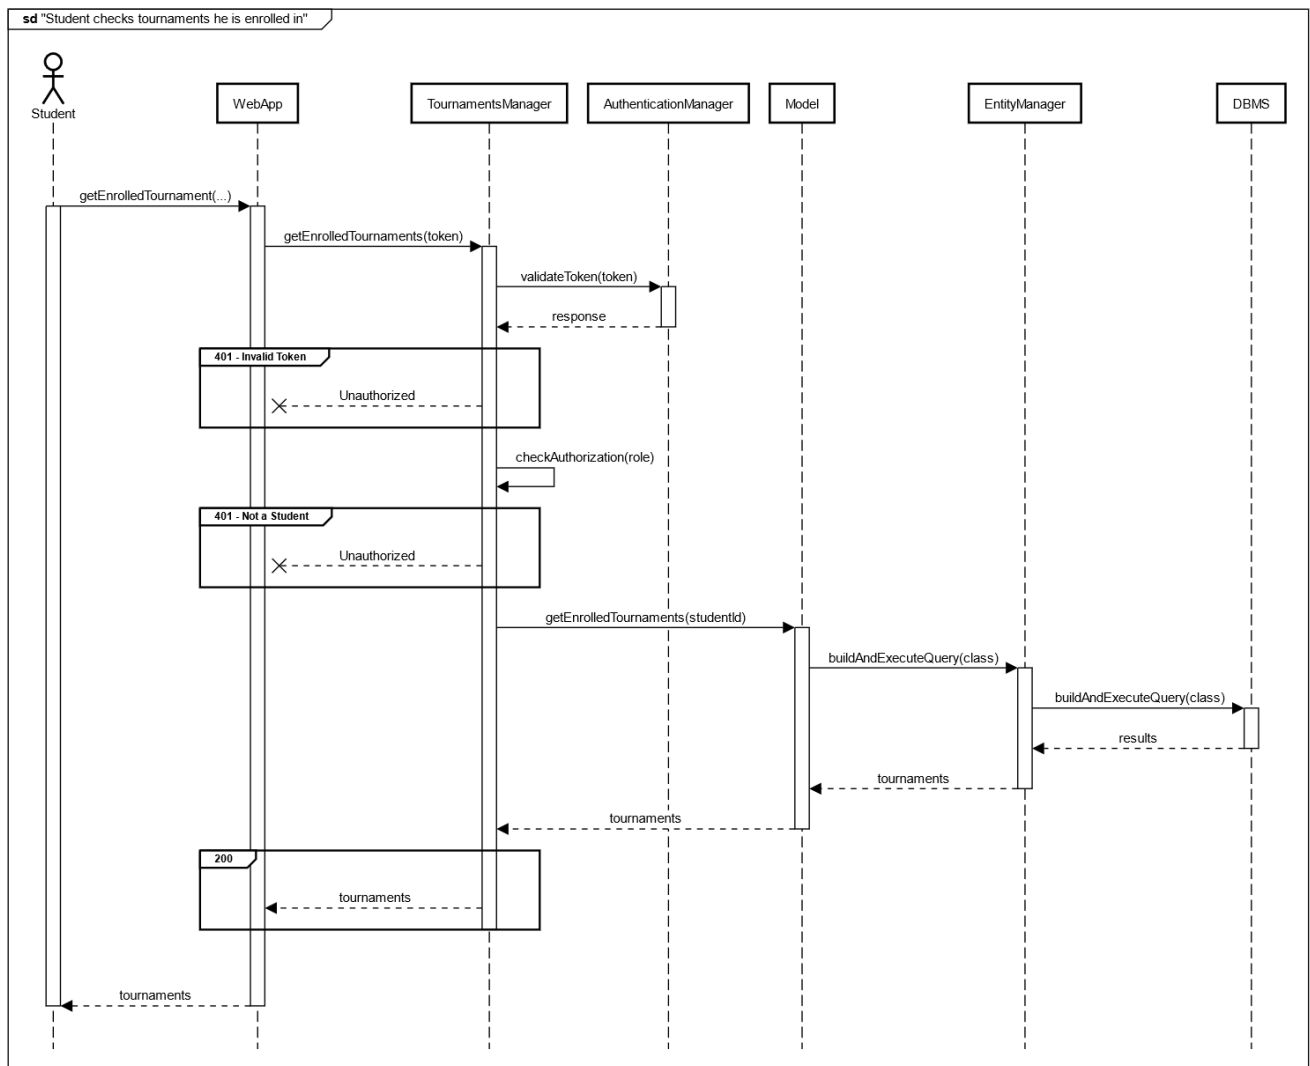 sd "Student checks tournaments he is enrolled in"
Student
WebApp
TournamentsManager
AuthenticationManager
Model
EntityManager
DBMS
getEnrolledTournament(...)
getEnrolledTournaments(token)
validateToken(token)
response
401 - Invalid Token
Unauthorized
checkAuthorization(role)
401 - Not a Student
Unauthorized
getEnrolledTournaments(studentId)
buildAndExecuteQuery(class)
buildAndExecuteQuery(class)
results
tournaments
tournaments
200
tournaments
tournaments